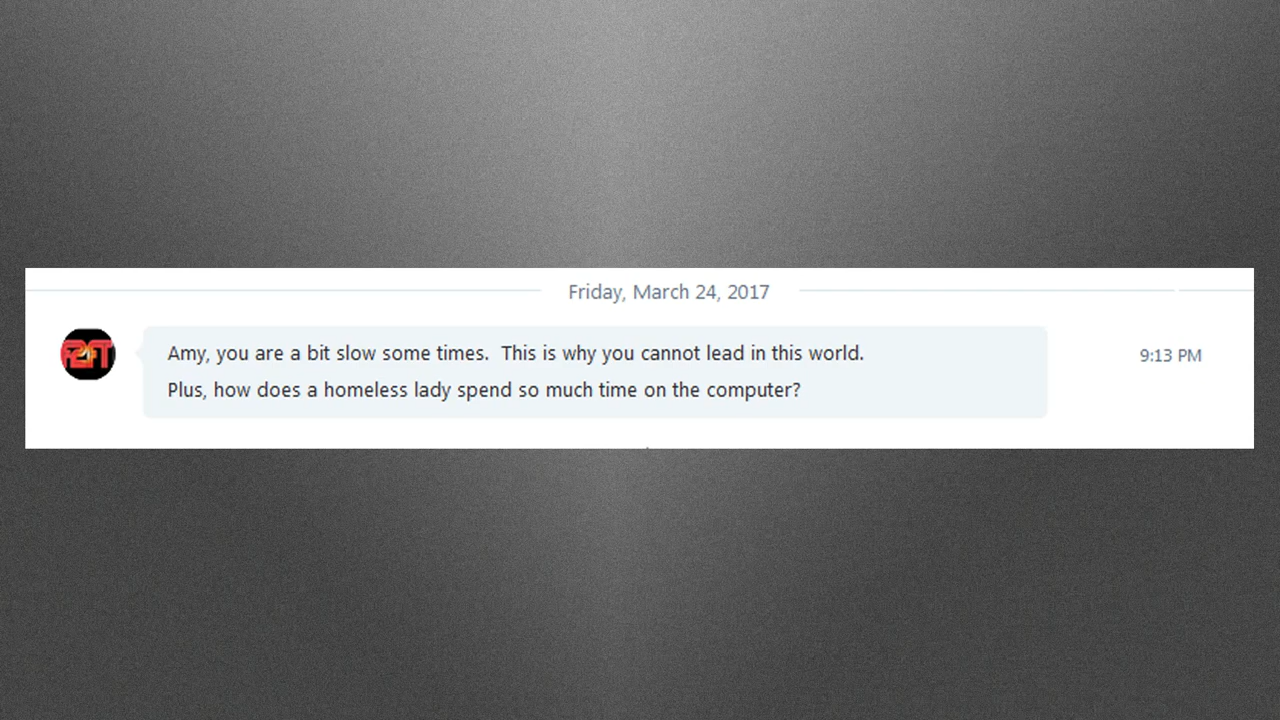 Friday, March 24, 2017
Amy, you are a bit slow some times.  This is why you cannot lead in this world.
9:13 PM
Plus, how does a homeless lady spend so much time on the computer?